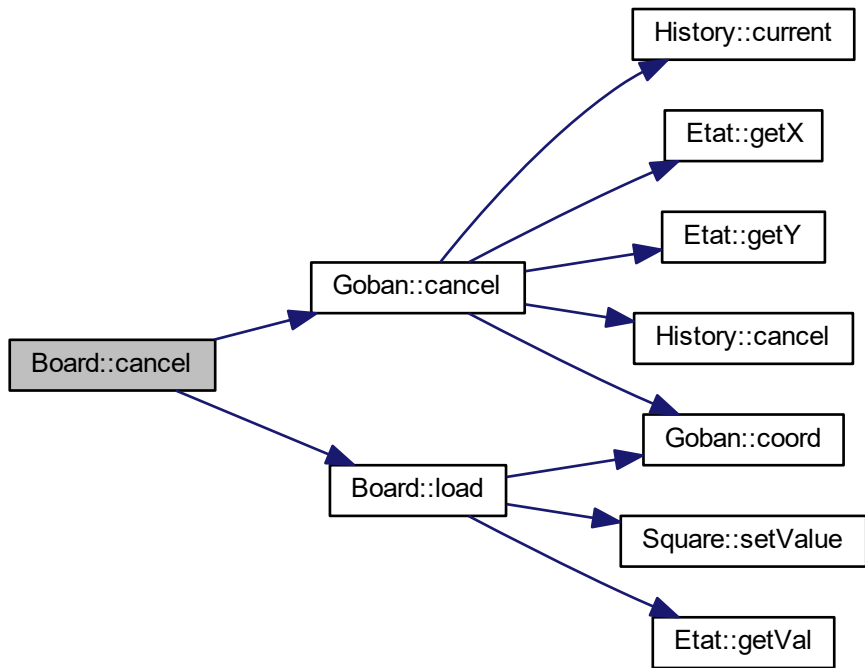 History::current
Etat::getX
Etat::getY
Goban::cancel
History::cancel
Board::cancel
Goban::coord
Board::load
Square::setValue
Etat::getVal